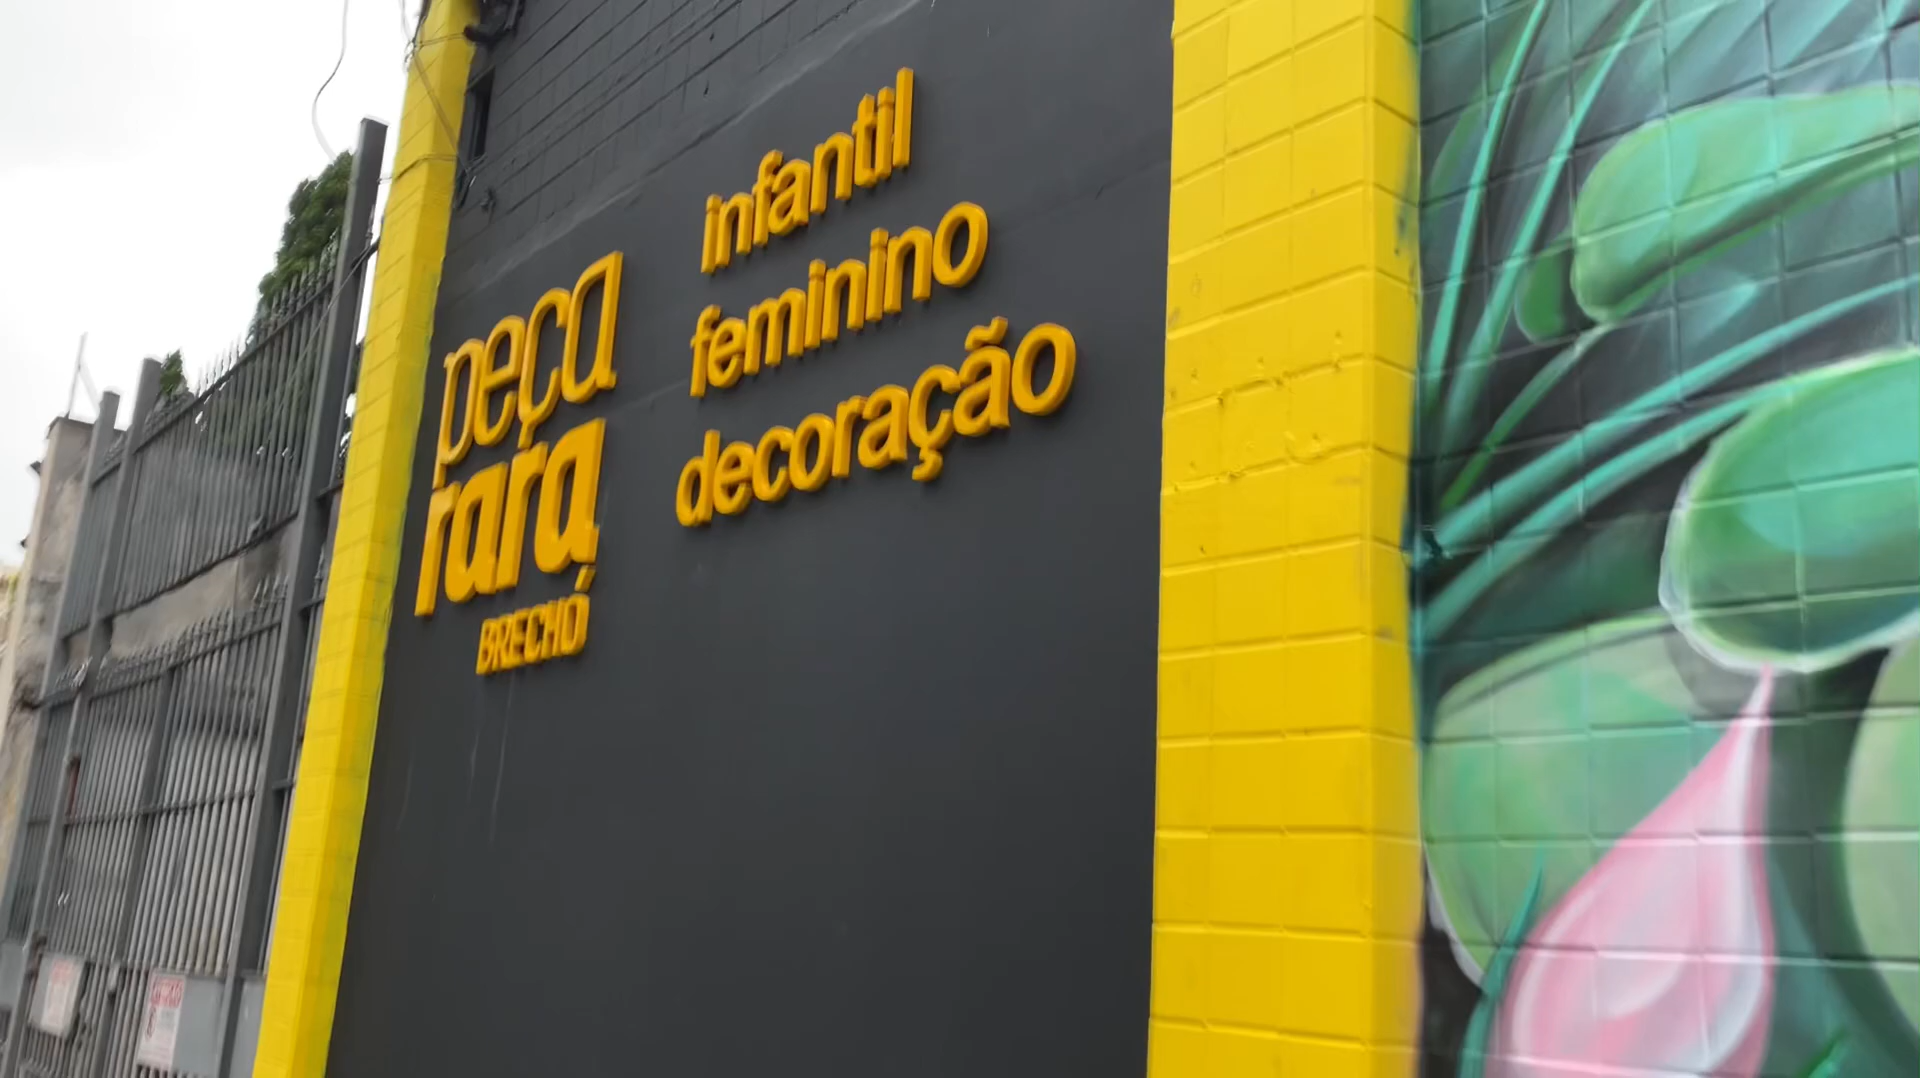 peça
rara
BRECHÓ
infantil
feminino
decoração